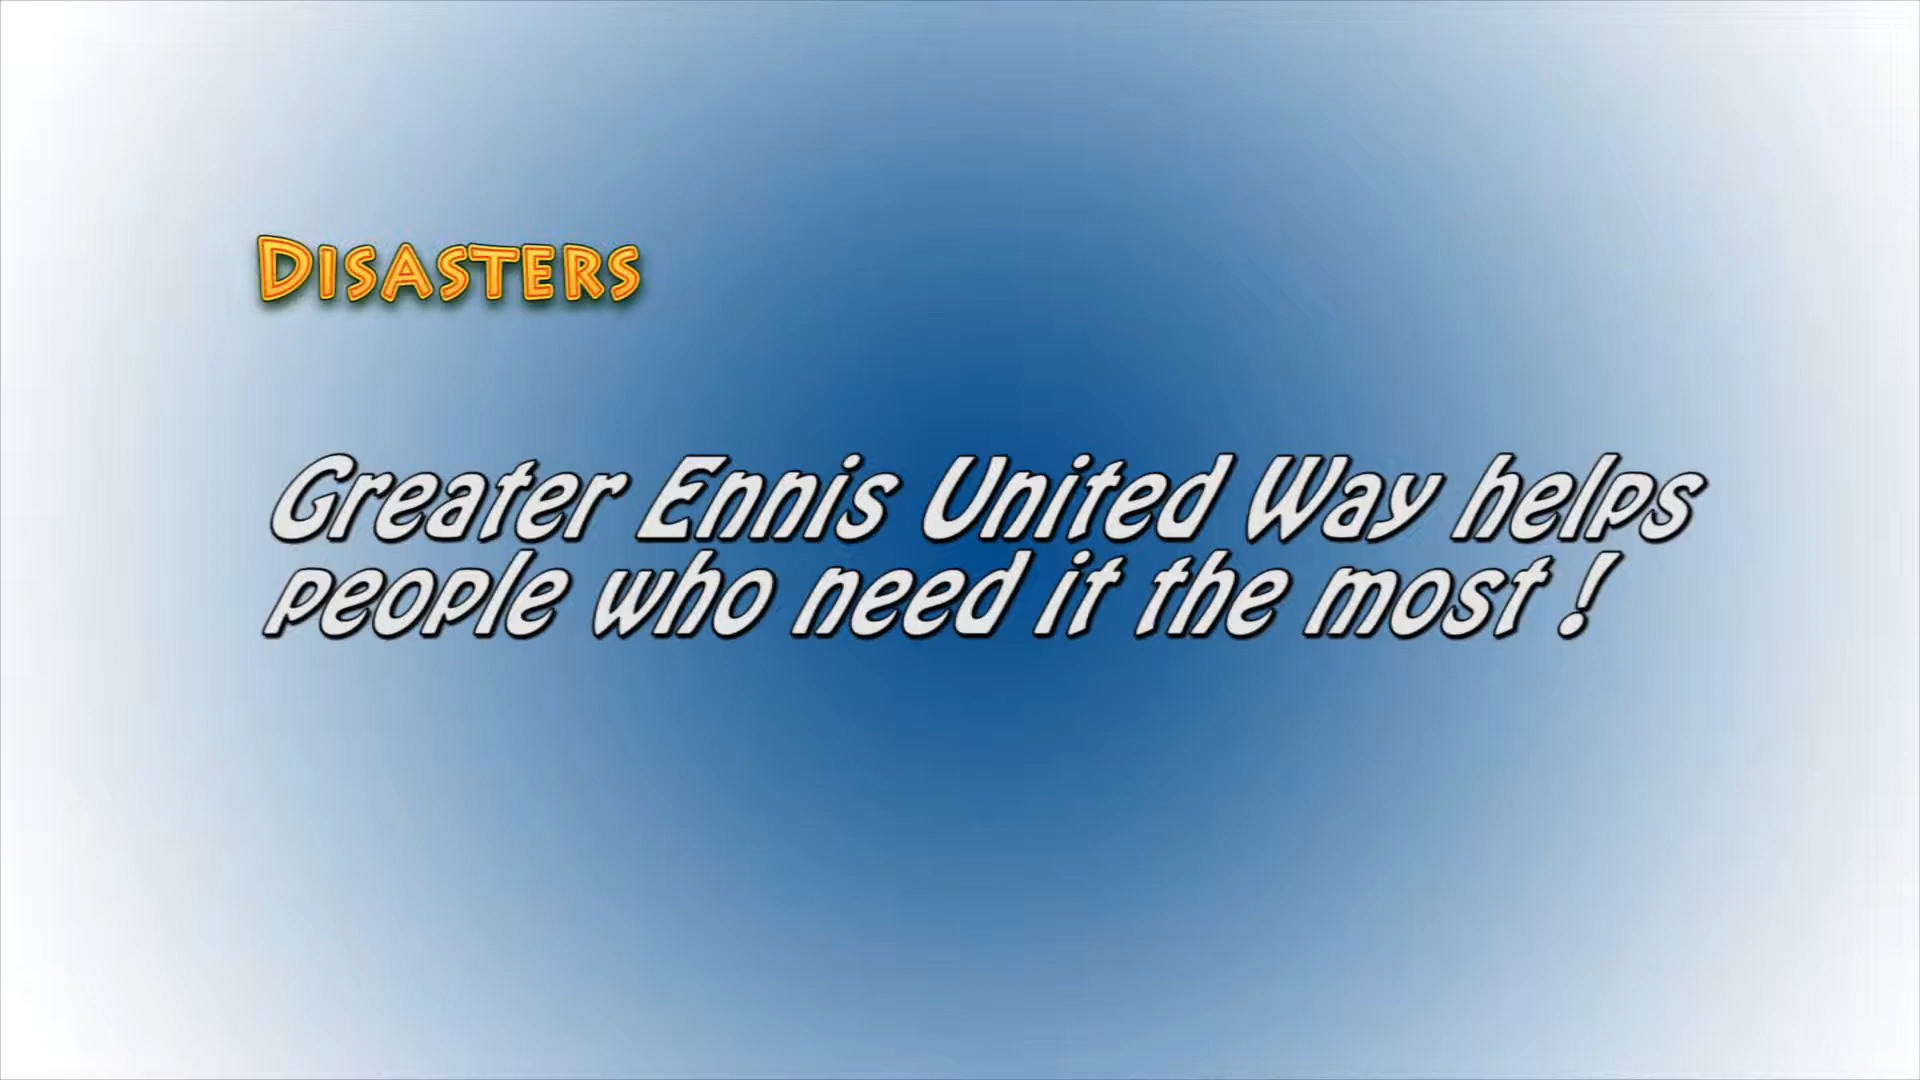 Disasters
Greater Ennis United Way helps
people who need it the most !